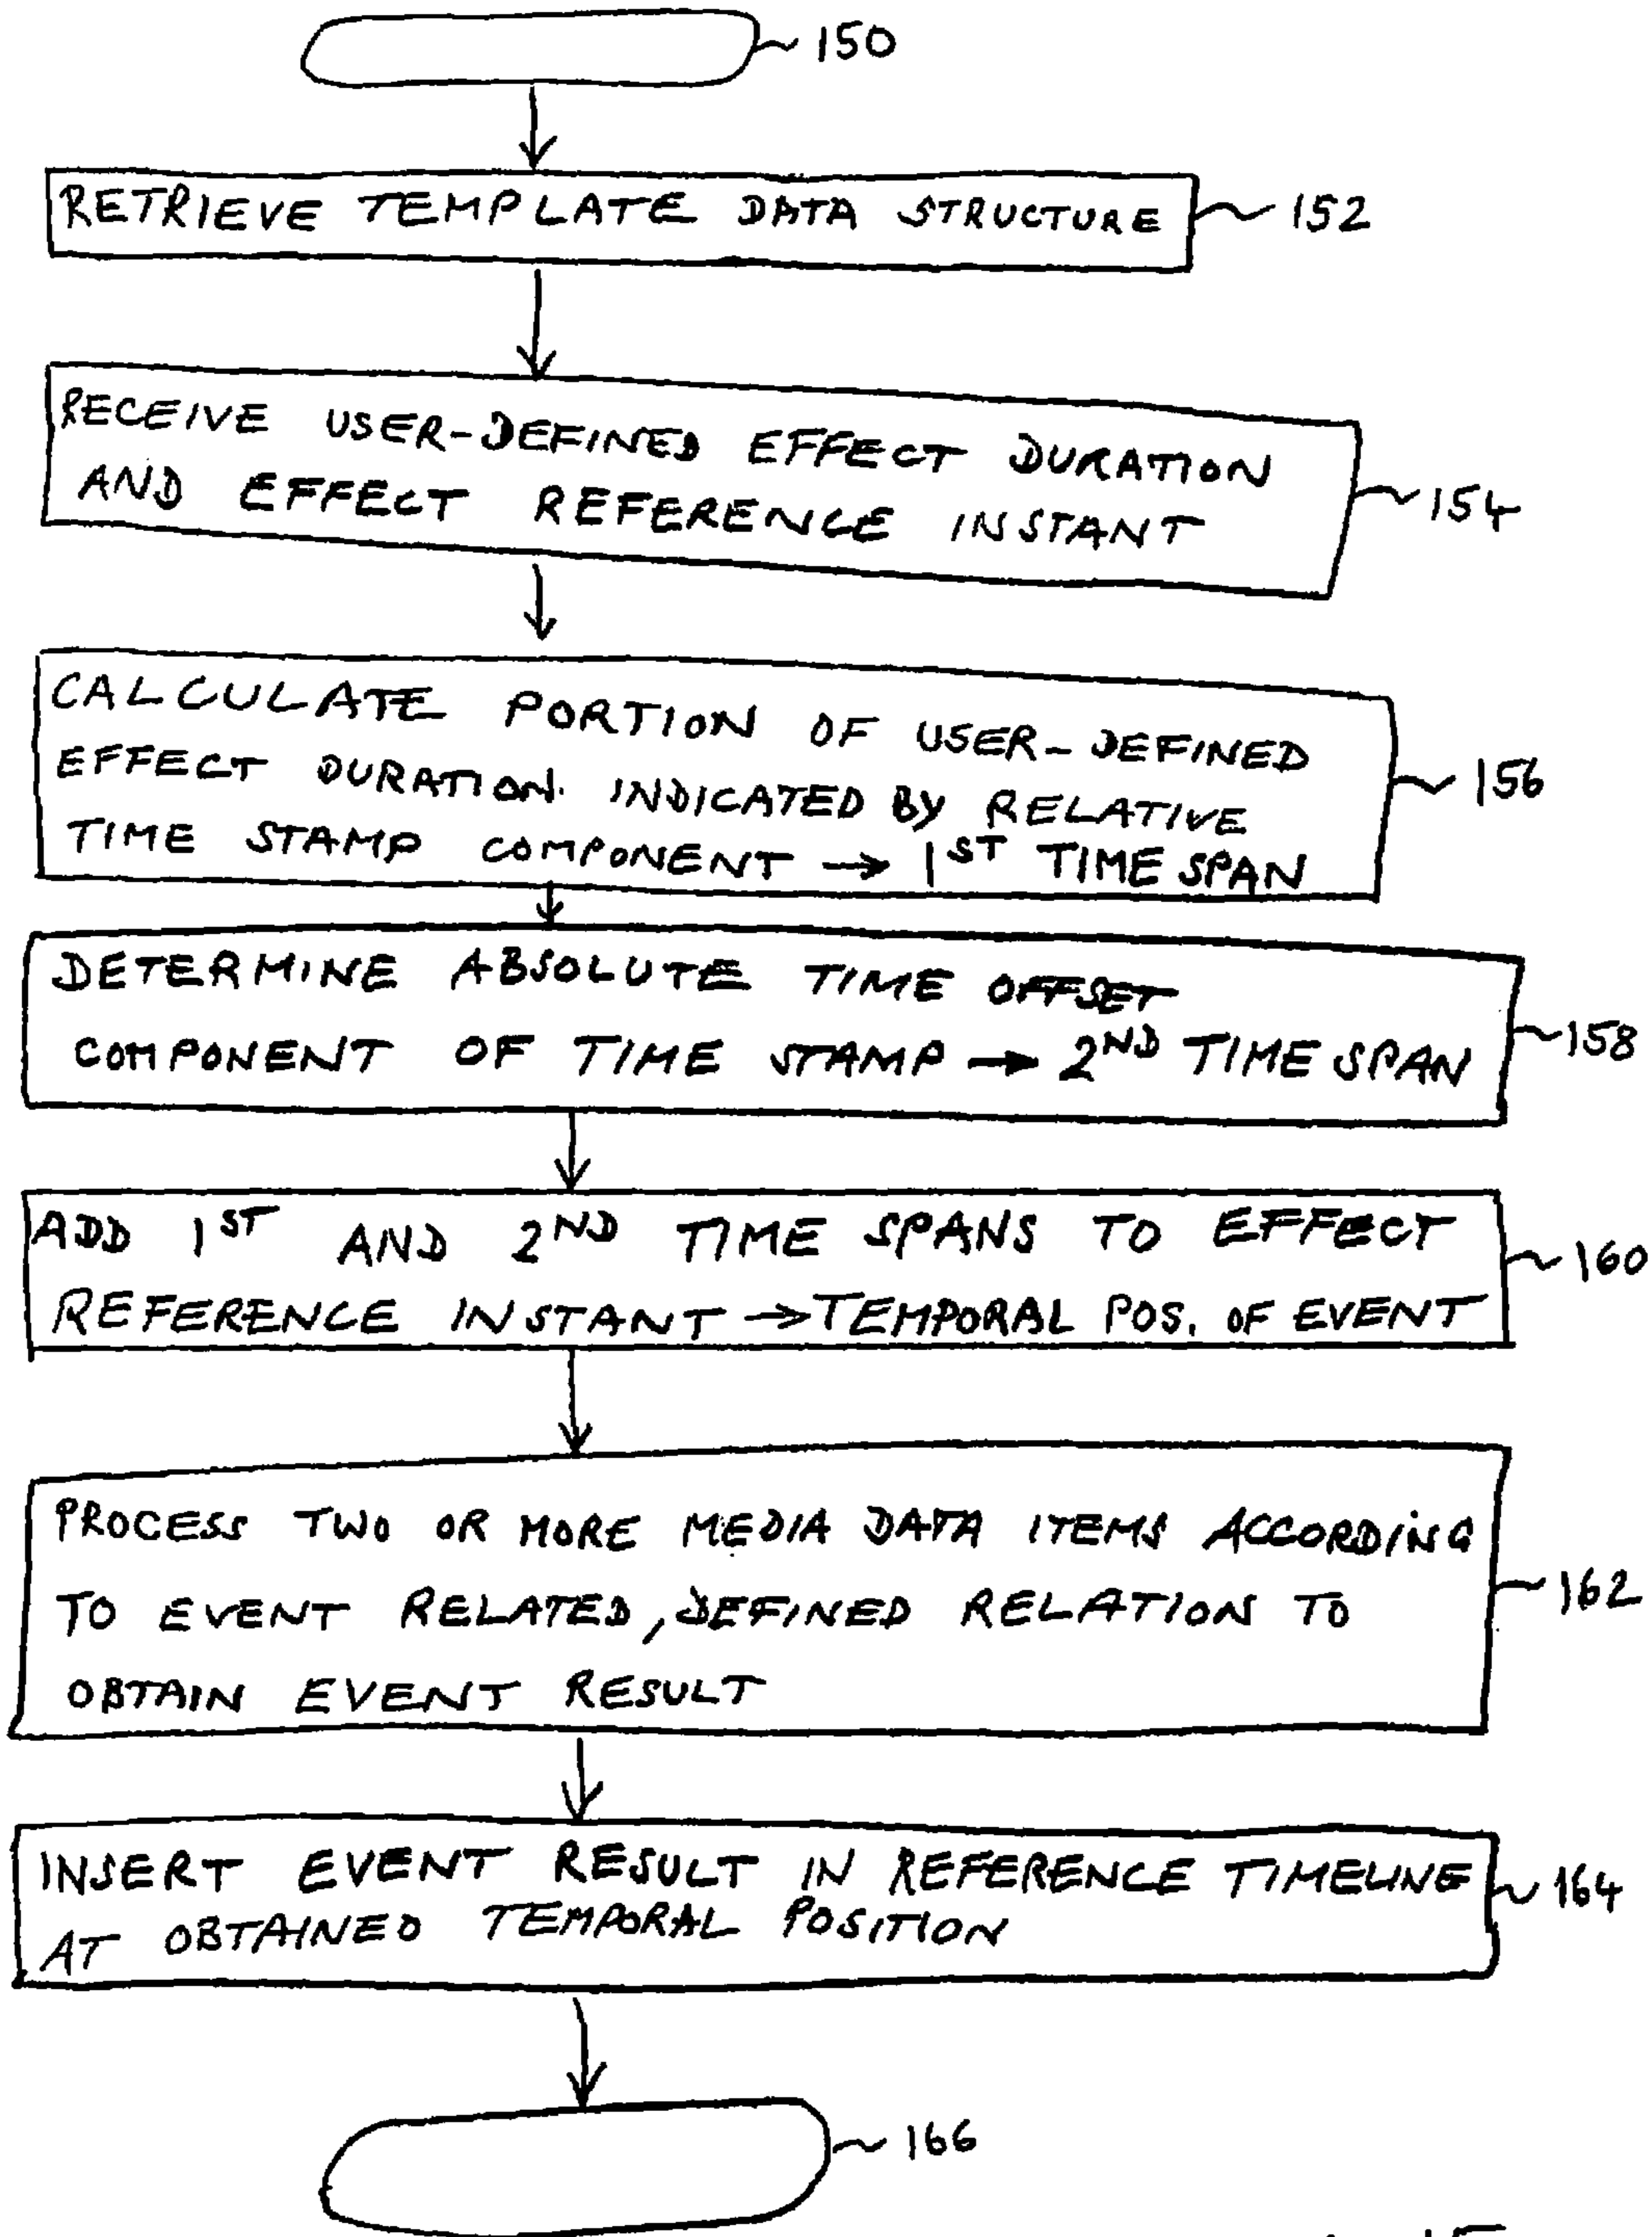 150
RETRIEVE TEMPLATE DATA STRUCTURE
152
RECEIVE USER-DEFINED EFFECT DURATION
AND EFFECT REFERENCE INSTANT
154
CALCULATE PORTION OF USER-DEFINED
EFFECT DURATION. INDICATED BY RELATIVE
TIME STAMP COMPONENT → 1ST TIME SPAN
156
DETERMINE ABSOLUTE TIME OFFSET
COMPONENT OF TIME STAMP → 2ND TIME SPAN
158
ADD 1ST AND 2ND TIME SPANS TO EFFECT
REFERENCE INSTANT → TEMPORAL POS. OF EVENT
160
PROCESS TWO OR MORE MEDIA DATA ITEMS ACCORDING
TO EVENT RELATED, DEFINED RELATION TO
OBTAIN EVENT RESULT
162
INSERT EVENT RESULT IN REFERENCE TIMELINE
AT OBTAINED TEMPORAL POSITION
164
166